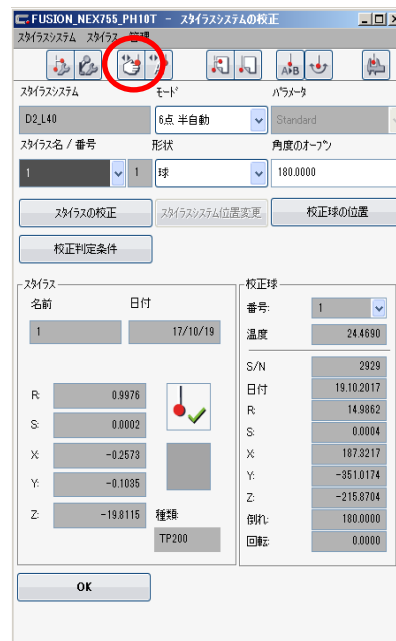 FUSION_NEX755_PH10T - スタイラスシステムの校正
スタイラスシステム スタイラス 管理
スタイラスシステム モード パラメータ
D2_L40 6点 半自動 Standard
スタイラス名 / 番号 形状 角度のオープン
1 1 球 180.0000
スタイラスの校正 スタイラスシステム位置変更 校正球の位置
校正判定条件
スタイラス
名前 日付
1 17/10/19
R: 0.9976
S: 0.0002
X: -0.2573
Y: -0.1035
Z: -19.8115 種類:
TP200
校正球
番号: 1
温度 24.4690
S/N 2929
日付 19.10.2017
R: 14.9862
S: 0.0004
X: 187.3217
Y: -351.0174
Z: -215.8704
倒れ: 180.0000
回転: 0.0000
OK